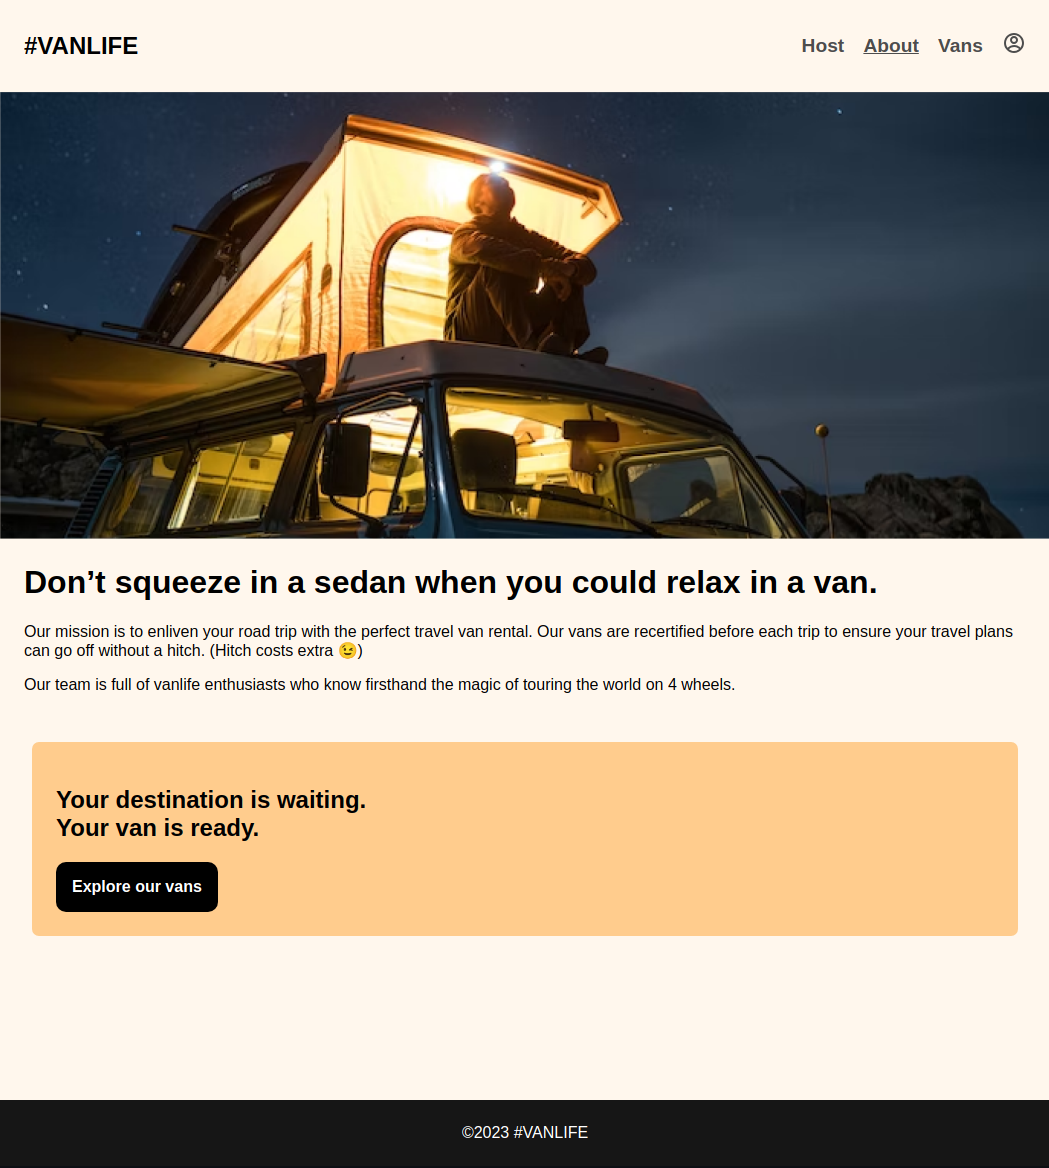 #VANLIFE
Host About Vans
Don’t squeeze in a sedan when you could relax in a van.
Our mission is to enliven your road trip with the perfect travel van rental. Our vans are recertified before each trip to ensure your travel plans
can go off without a hitch. (Hitch costs extra 😉)
Our team is full of vanlife enthusiasts who know firsthand the magic of touring the world on 4 wheels.
Your destination is waiting.
Your van is ready.
Explore our vans
©2023 #VANLIFE